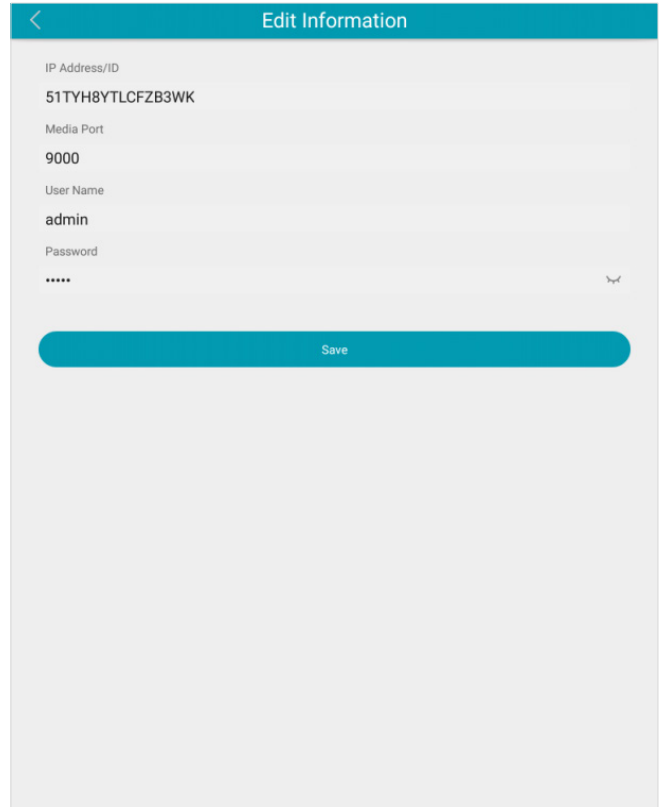 Edit Information
IP Address/ID
51TYH8YTLCFZB3WK
Media Port
9000
User Name
admin
Password
•••••
Save